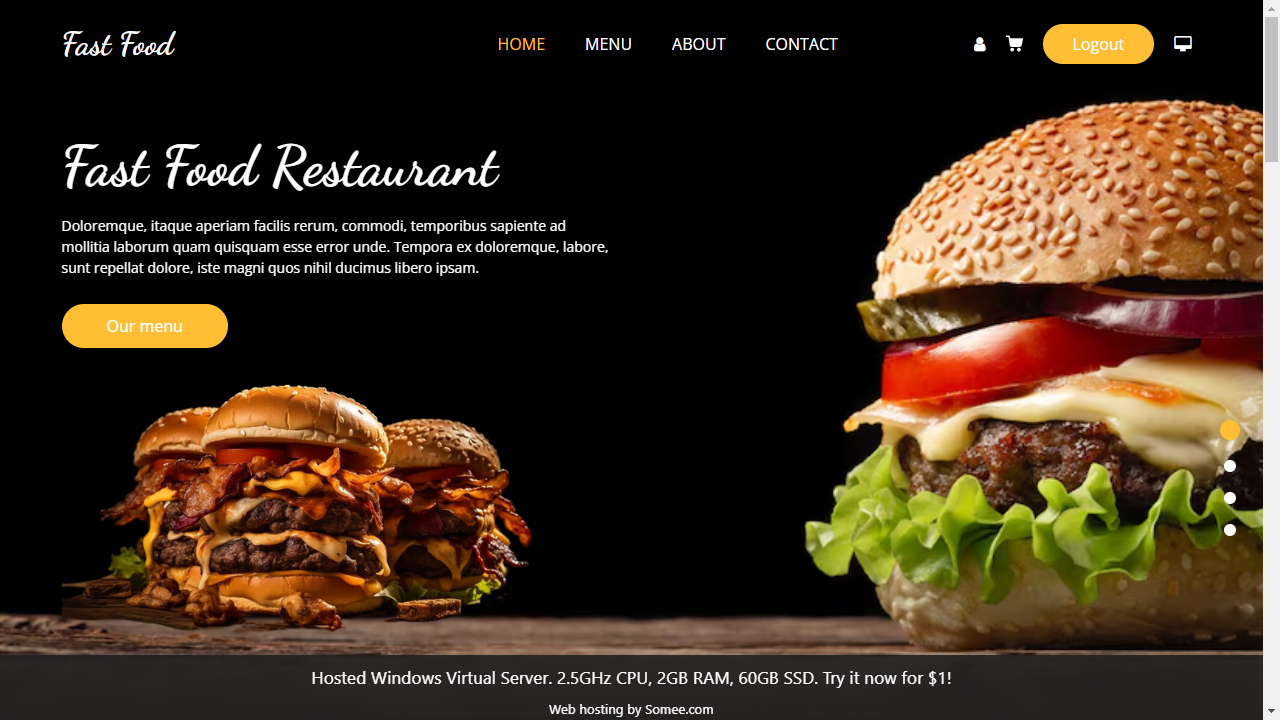 Fast Food
HOME
MENU
ABOUT
CONTACT
Logout
Fast Food Restaurant
Doloremque, itaque aperiam facilis rerum, commodi, temporibus sapiente ad
mollitia laborum quam quisquam esse error unde. Tempora ex doloremque, labore,
sunt repellat dolore, iste magni quos nihil ducimus libero ipsam.
Our menu
Hosted Windows Virtual Server. 2.5GHz CPU, 2GB RAM, 60GB SSD. Try it now for $1!
Web hosting by Somee.com